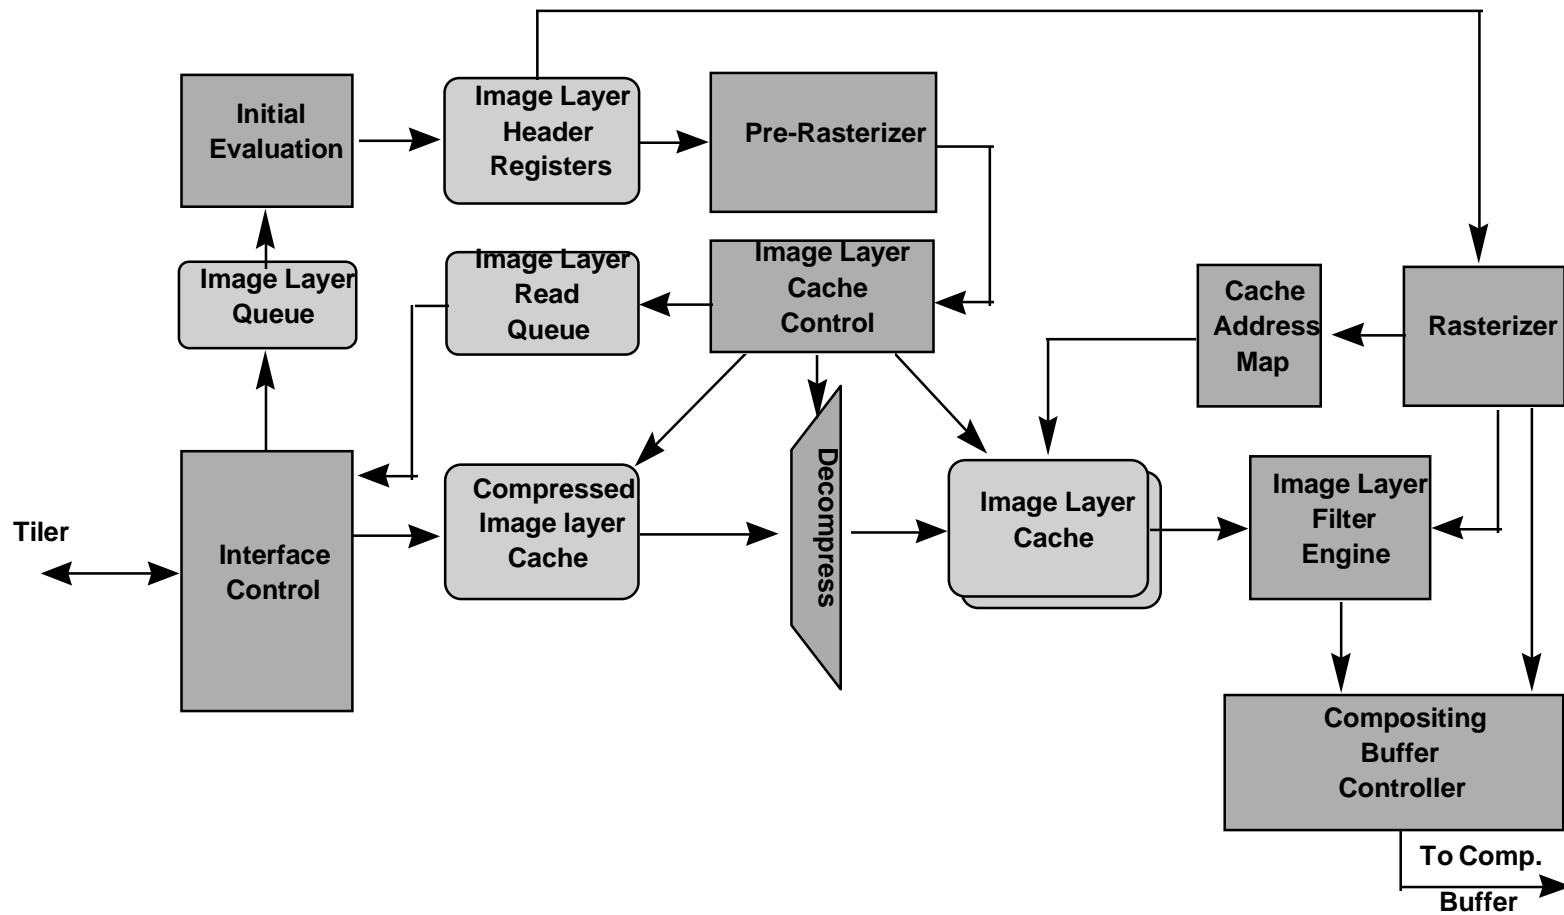 Initial
Evaluation
Image Layer
Header
Registers
Pre-Rasterizer
Image Layer
Queue
Image Layer
Read
Queue
Image Layer
Cache
Control
Cache
Address
Map
Rasterizer
Tiler
Interface
Control
Compressed
Image layer
Cache
Decompress
Image Layer
Cache
Image Layer
Filter
Engine
Compositing
Buffer
Controller
To Comp.
Buffer